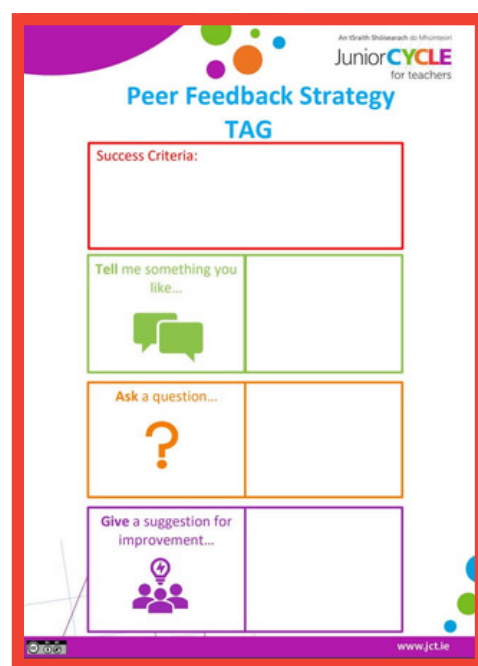 An tSraith Shóisearach do Mhúinteoirí
JuniorCYCLE
for teachers
Peer Feedback Strategy
TAG
Success Criteria:
Tell me something you
like...
Ask a question...
?
Give a suggestion for
improvement...
www.jct.ie